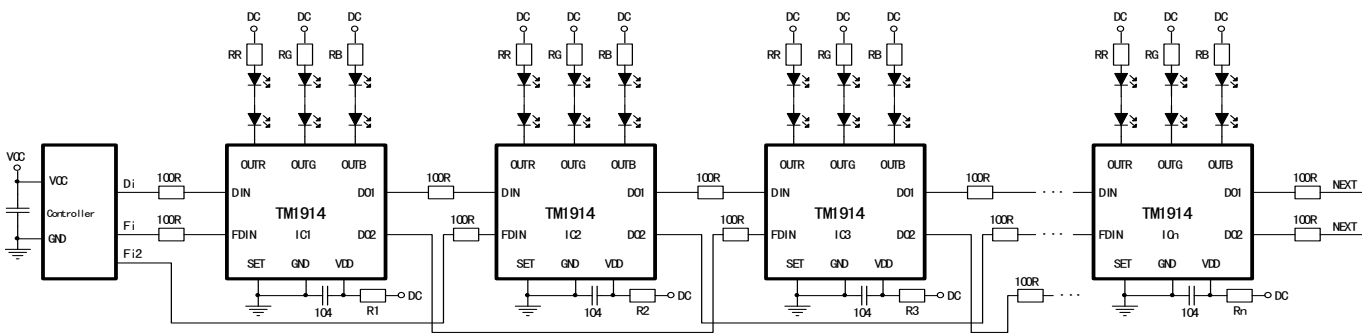 DC DC DC DC DC DC DC DC DC DC DC DC
RR RG RB RR RG RB RR RG RB RR RG RB
VCC
VCC
Controller
GND
Di
Fi
Fi2
100R
100R
OUTR OUTG OUTB
DIN DO1
TM1914
FDIN IC1 DO2
SET GND VDD
104 R1 DC
100R
100R
OUTR OUTG OUTB
DIN DO1
TM1914
FDIN IC2 DO2
SET GND VDD
104 R2 DC
100R
100R
OUTR OUTG OUTB
DIN DO1
TM1914
FDIN IC3 DO2
SET GND VDD
104 R3 DC
100R ...
100R ...
100R ...
OUTR OUTG OUTB
DIN DO1
TM1914
FDIN ICn DO2
SET GND VDD
104 Rn DC
100R NEXT
100R NEXT